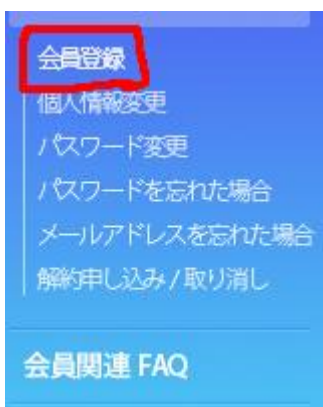 会員登録
個人情報変更
パスワード変更
パスワードを忘れた場合
メールアドレスを忘れた場合
解約申し込み / 取り消し
会員関連 FAQ